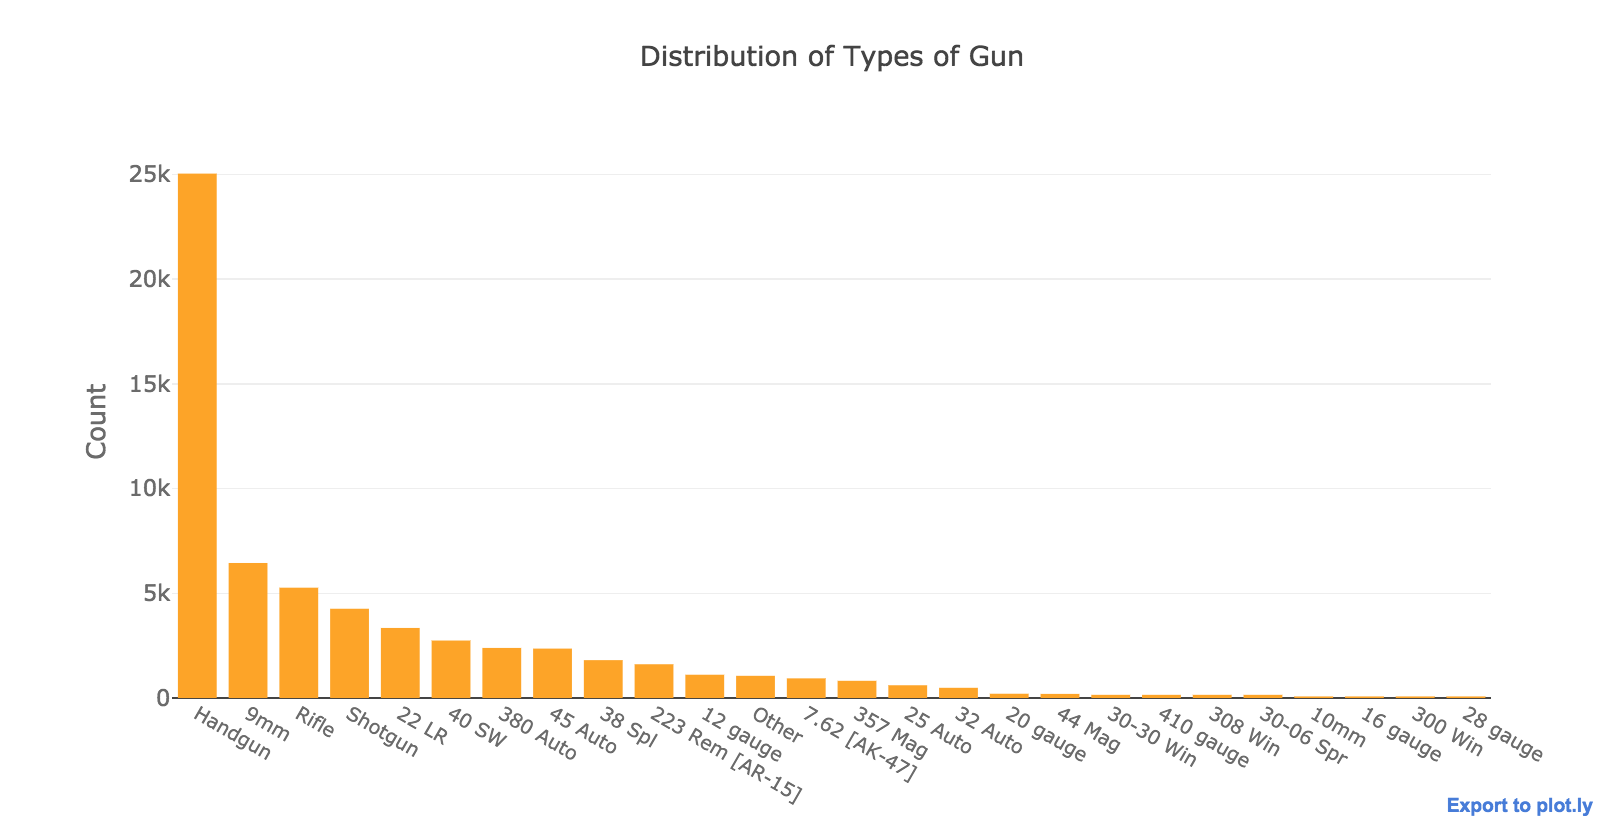 Distribution of Types of Gun
Count
25k
20k
15k
10k
5k
0
Handgun
9mm
Rifle
Shotgun
22 LR
40 SW
380 Auto
45 Auto
38 Spl
223 Rem [AR-15]
12 gauge
Other
7.62 [AK-47]
357 Mag
25 Auto
32 Auto
20 gauge
44 Mag
30-30 Win
410 gauge
308 Win
30-06 Spr
10mm
16 gauge
300 Win
28 gauge
Export to plot.ly